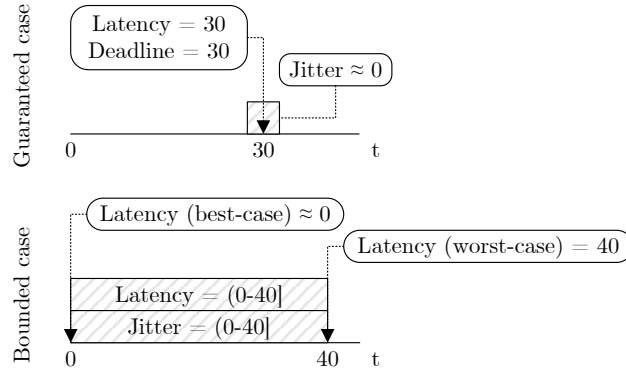 Guaranteed case
Latency = 30
Deadline = 30
Jitter ≈ 0
0
30
t
Bounded case
Latency (best-case) ≈ 0
Latency (worst-case) = 40
Latency = (0-40]
Jitter = (0-40]
0
40
t